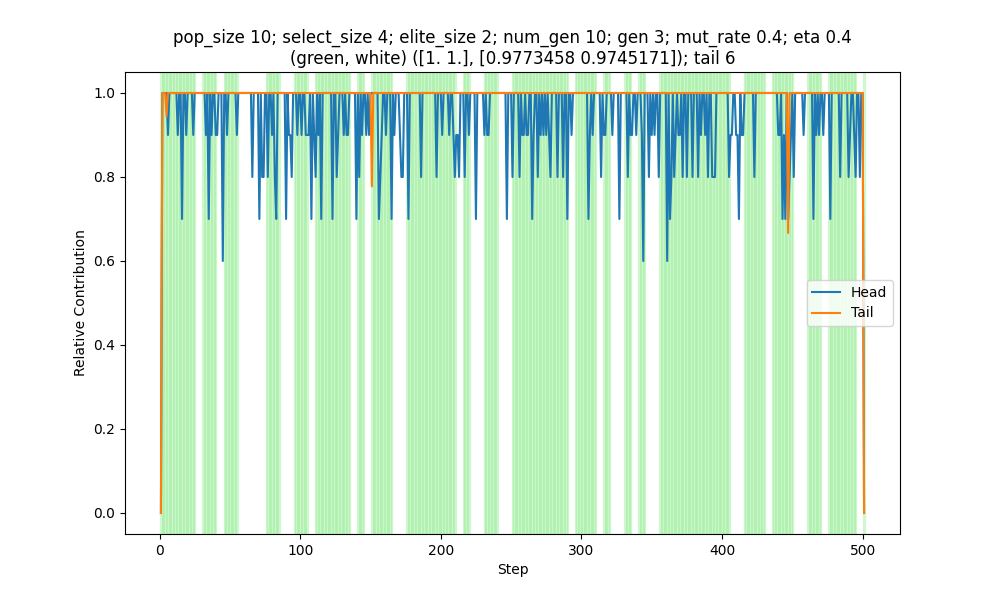 pop_size 10; select_size 4; elite_size 2; num_gen 10; gen 3; mut_rate 0.4; eta 0.4
(green, white) ([1. 1.], [0.9773458 0.9745171]); tail 6
1.0
0.8
0.6
0.4
0.2
0.0
Relative Contribution
Head
Tail
0
100
200
300
400
500
Step